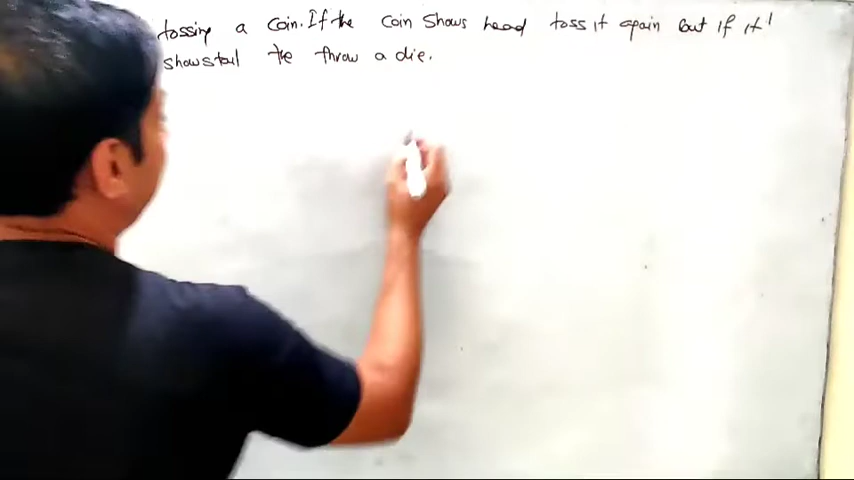 tossing a coin. If the coin shows head toss it again but if it
shows tail the throw a die.